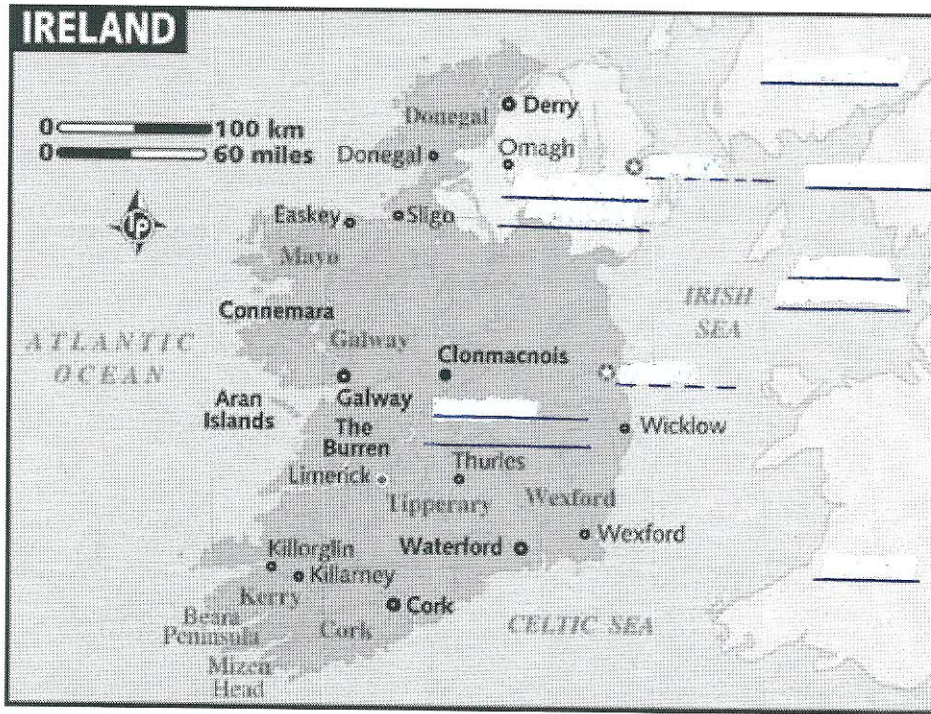 IRELAND
Derry
Donegal
0 100 km
0 60 miles
Donegal
Omagh
Easkey
Sligo
Mayo
IRISH
SEA
Connemara
Galway
ATLANTIC
OCEAN
Clonmacnois
Aran
Islands
Galway
The
Burren
Wicklow
Limerick
Thurles
Tipperary
Wexford
Waterford
Wexford
Killorglin
Killarney
Kerry
Cork
Beara
Peninsula
Cork
CELTIC SEA
Mizen
Head